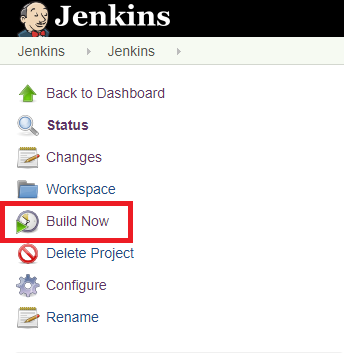 Jenkins
Jenkins Jenkins
Back to Dashboard
Status
Changes
Workspace
Build Now
Delete Project
Configure
Rename